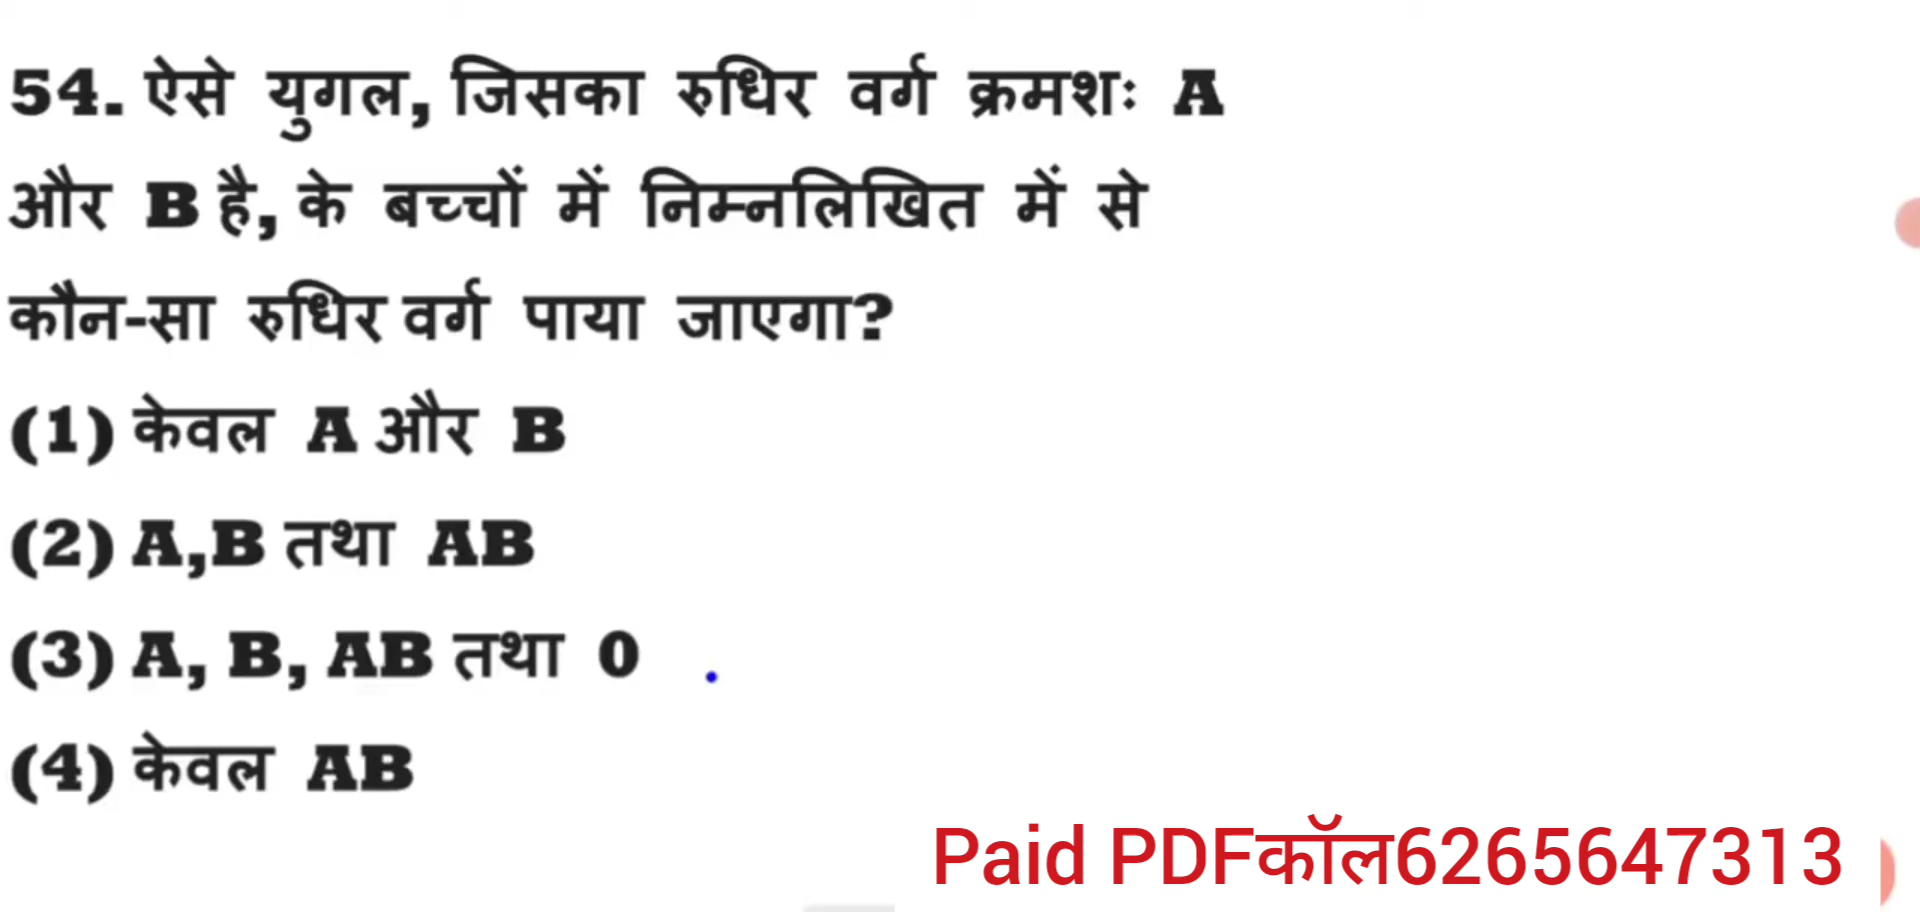 54. ऐसे युगल, जिसका रुधिर वर्ग क्रमशः A
और B है, के बच्चों में निम्नलिखित में से
कौन-सा रुधिर वर्ग पाया जाएगा?
(1) केवल A और B
(2) A,B तथा AB
(3) A, B, AB तथा 0
(4) केवल AB
Paid PDFकॉल6265647313